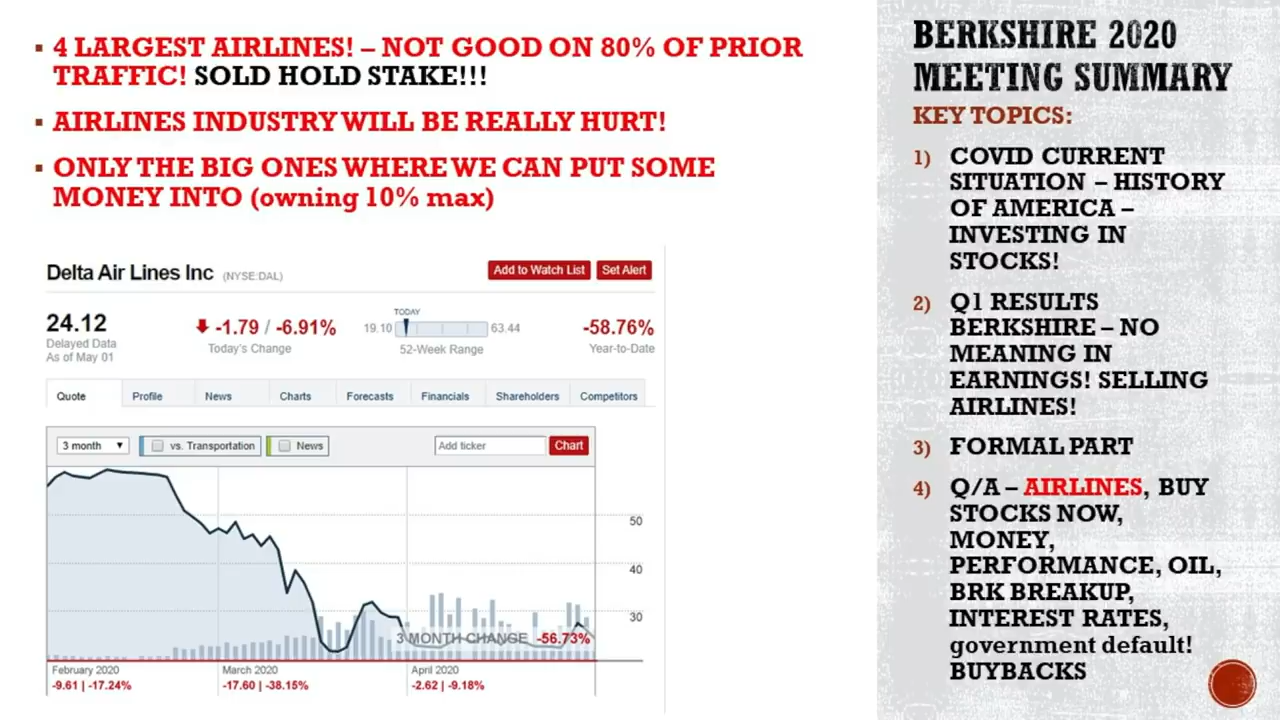 4 LARGEST AIRLINES! – NOT GOOD ON 80% OF PRIOR
TRAFFIC! SOLD HOLD STAKE!!!
AIRLINES INDUSTRY WILL BE REALLY HURT!
ONLY THE BIG ONES WHERE WE CAN PUT SOME
MONEY INTO (owning 10% max)
Delta Air Lines Inc (NYSE:DAL)
Add to Watch List
Set Alert
24.12
Delayed Data
As of May 01
-1.79 / -6.91%
Today's Change
TODAY
19.10
63.44
52-Week Range
-58.76%
Year-to-Date
Quote
Profile
News
Charts
Forecasts
Financials
Shareholders
Competitors
3 month
vs. Transportation
News
Add ticker
Chart
50
40
30
3 MONTH CHANGE -56.73%
February 2020
-9.61 | -17.24%
March 2020
-17.60 | -38.15%
April 2020
-2.62 | -9.18%
BERKSHIRE 2020
MEETING SUMMARY
KEY TOPICS:
1) COVID CURRENT
SITUATION – HISTORY
OF AMERICA –
INVESTING IN
STOCKS!
2) Q1 RESULTS
BERKSHIRE – NO
MEANING IN
EARNINGS! SELLING
AIRLINES!
3) FORMAL PART
4) Q/A – AIRLINES, BUY
STOCKS NOW,
MONEY,
PERFORMANCE, OIL,
BRK BREAKUP,
INTEREST RATES,
government default!
BUYBACKS